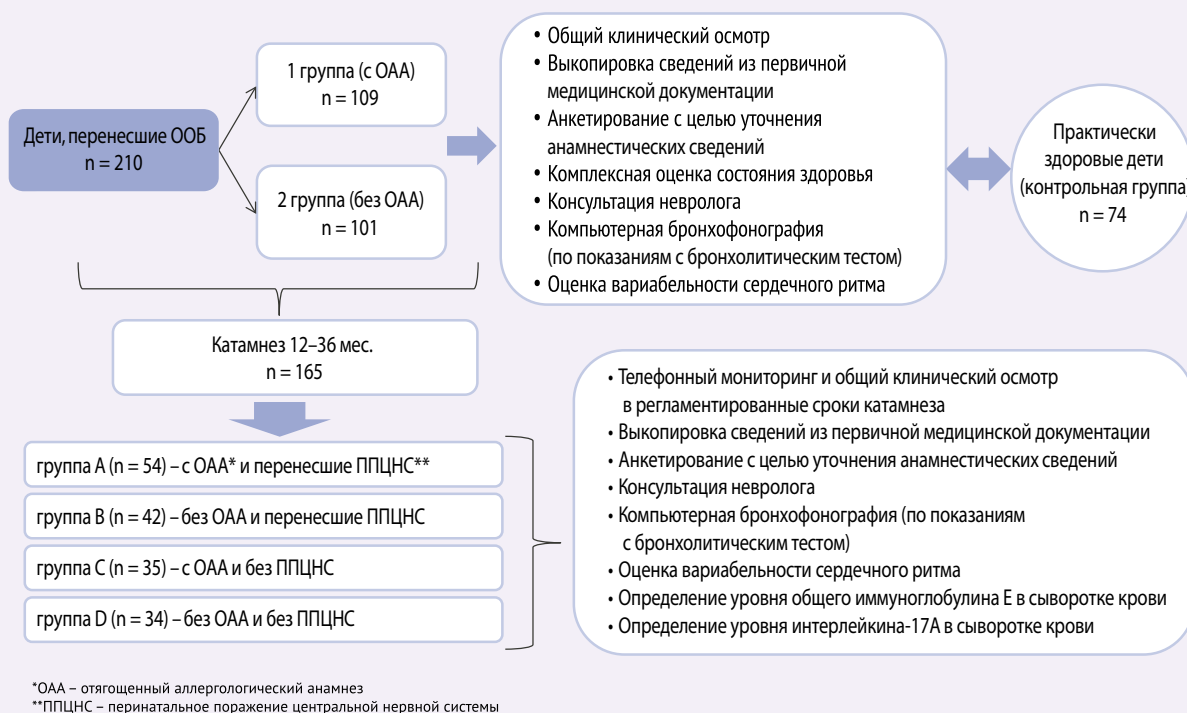 Дети, перенесшие ООБ
n = 210
1 группа (с ОАА)
n = 109
2 группа (без ОАА)
n = 101
• Общий клинический осмотр
• Выкопировка сведений из первичной
медицинской документации
• Анкетирование с целью уточнения
анамнестических сведений
• Комплексная оценка состояния здоровья
• Консультация невролога
• Компьютерная бронхофонография
(по показаниям с бронхолитическим тестом)
• Оценка вариабельности сердечного ритма
Практически
здоровые дети
(контрольная группа)
n = 74
Катамнез 12–36 мес.
n = 165
группа A (n = 54) – с ОАА* и перенесшие ППЦНС**
группа B (n = 42) – без ОАА и перенесшие ППЦНС
группа C (n = 35) – с ОАА и без ППЦНС
группа D (n = 34) – без ОАА и без ППЦНС
• Телефонный мониторинг и общий клинический осмотр
в регламентированные сроки катамнеза
• Выкопировка сведений из первичной медицинской документации
• Анкетирование с целью уточнения анамнестических сведений
• Консультация невролога
• Компьютерная бронхофонография (по показаниям
с бронхолитическим тестом)
• Оценка вариабельности сердечного ритма
• Определение уровня общего иммуноглобулина E в сыворотке крови
• Определение уровня интерлейкина-17A в сыворотке крови
*ОАА – отягощенный аллергологический анамнез
**ППЦНС – перинатальное поражение центральной нервной системы